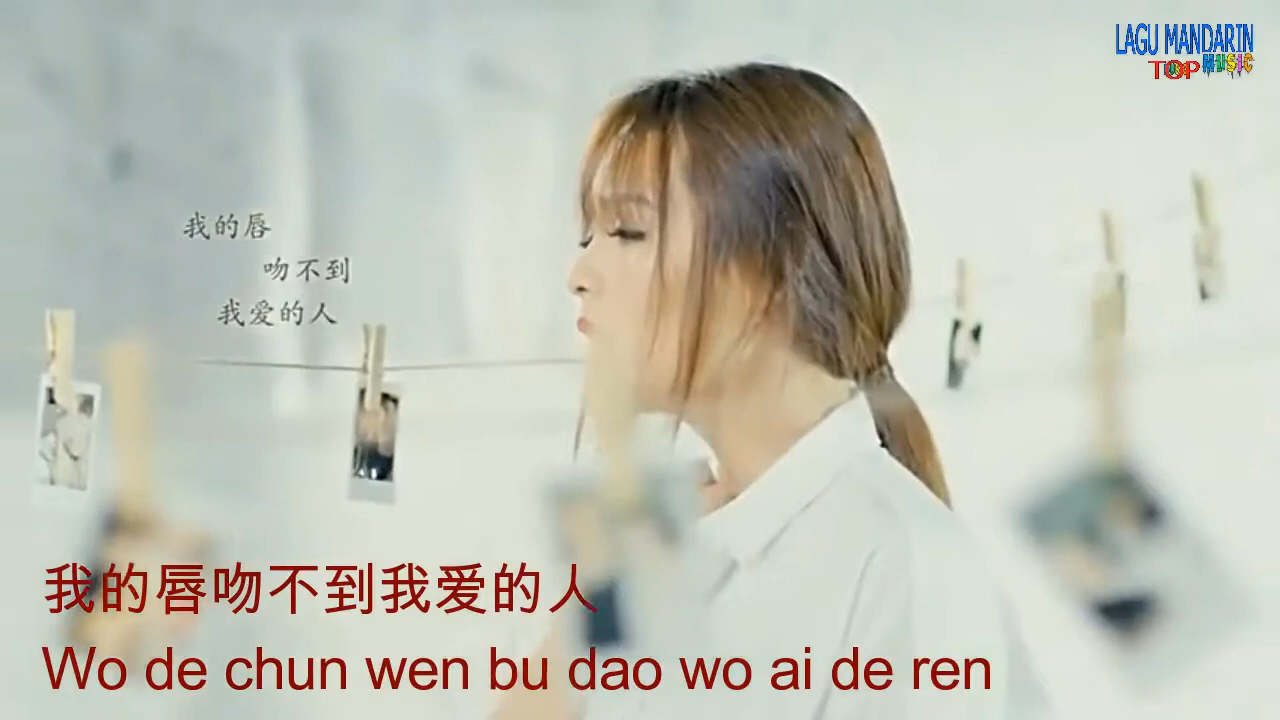 LAGU MANDARIN
TOP MUSIC
我的唇
吻不到
我爱的人
我的唇吻不到我爱的人
Wo de chun wen bu dao wo ai de ren